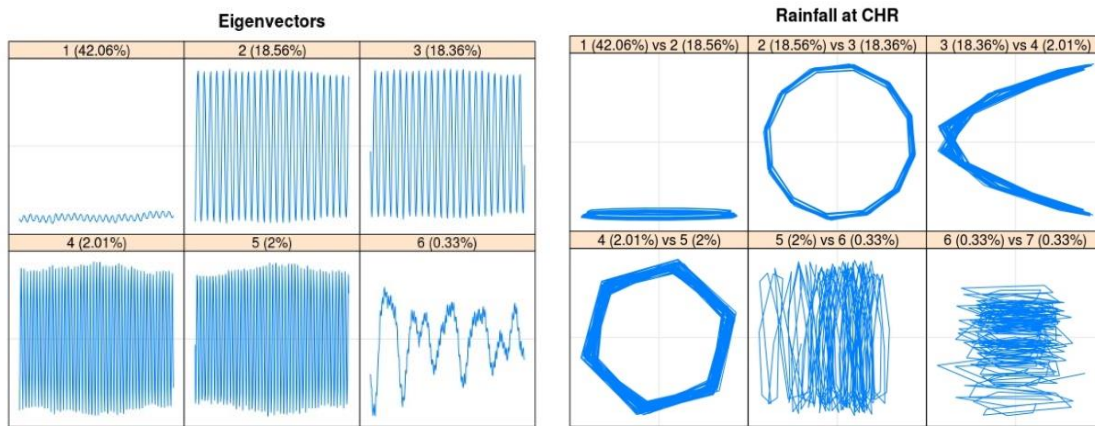 Eigenvectors
1 (42.06%)
2 (18.56%)
3 (18.36%)
4 (2.01%)
5 (2%)
6 (0.33%)
Rainfall at CHR
1 (42.06%) vs 2 (18.56%)
2 (18.56%) vs 3 (18.36%)
3 (18.36%) vs 4 (2.01%)
4 (2.01%) vs 5 (2%)
5 (2%) vs 6 (0.33%)
6 (0.33%) vs 7 (0.33%)